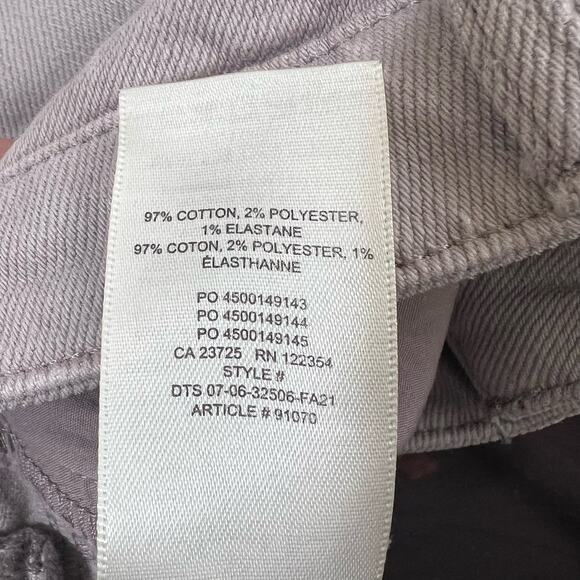 97% COTTON, 2% POLYESTER,
1% ELASTANE
97% COTON, 2% POLYESTER, 1%
ÉLASTHANNE
PO 4500149143
PO 4500149144
PO 4500149145
CA 23725 RN 122354
STYLE #
DTS 07-06-32506-FA21
ARTICLE # 91070